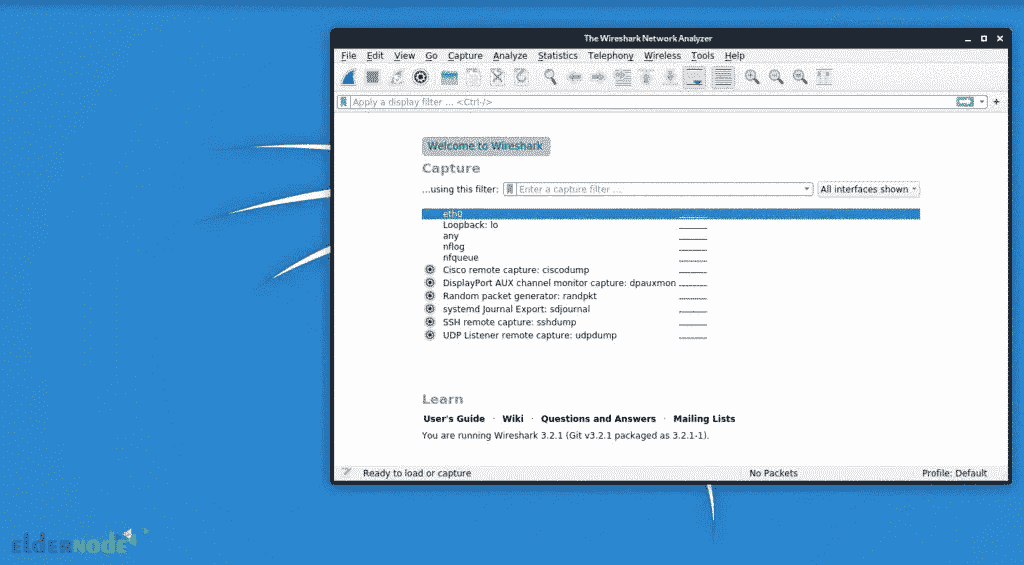 The Wireshark Network Analyzer
File Edit View Go Capture Analyze Statistics Telephony Wireless Tools Help
Apply a display filter ... <Ctrl-/>
Welcome to Wireshark
Capture
...using this filter: Enter a capture filter ... All interfaces shown
eth0
Loopback: lo
any
nflog
nfqueue
Cisco remote capture: ciscodump
DisplayPort AUX channel monitor capture: dpauxmon
Random packet generator: randpkt
systemd Journal Export: sdjournal
SSH remote capture: sshdump
UDP Listener remote capture: udpdump
Learn
User's Guide · Wiki · Questions and Answers · Mailing Lists
You are running Wireshark 3.2.1 (Git v3.2.1 packaged as 3.2.1-1).
Ready to load or capture No Packets Profile: Default
elderNODE